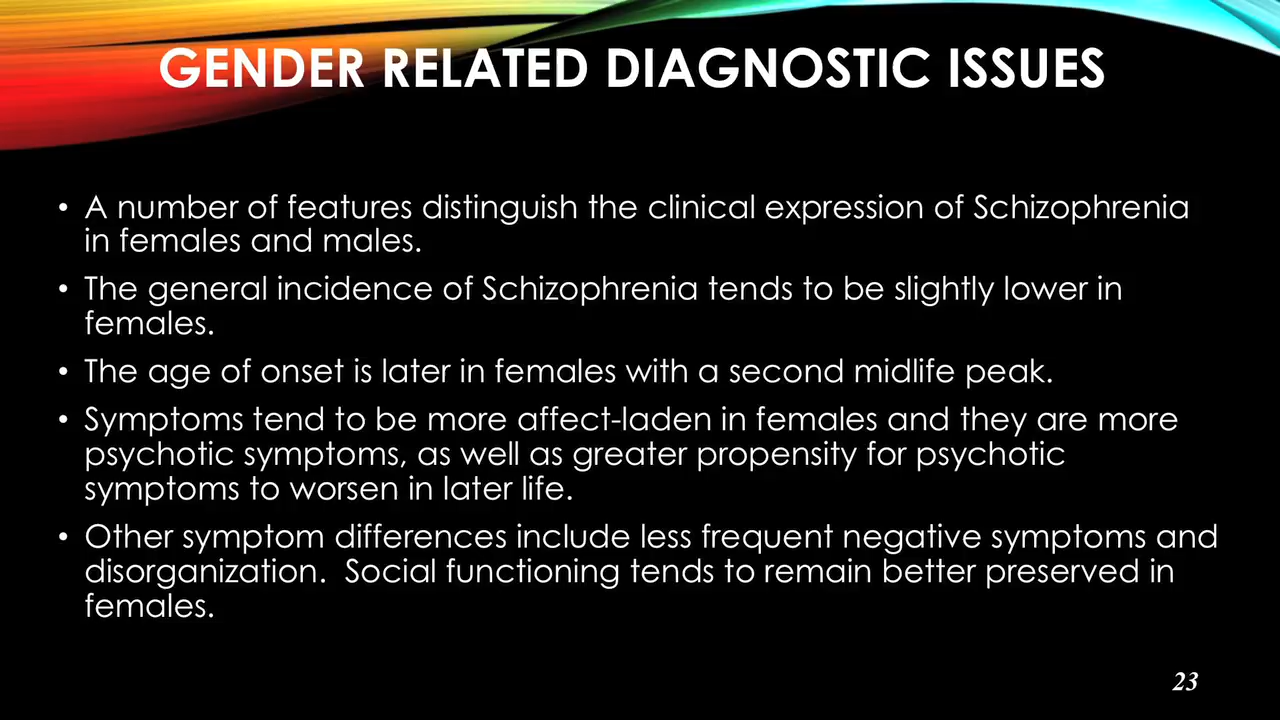 GENDER RELATED DIAGNOSTIC ISSUES
• A number of features distinguish the clinical expression of Schizophrenia
in females and males.
• The general incidence of Schizophrenia tends to be slightly lower in
females.
• The age of onset is later in females with a second midlife peak.
• Symptoms tend to be more affect-laden in females and they are more
psychotic symptoms, as well as greater propensity for psychotic
symptoms to worsen in later life.
• Other symptom differences include less frequent negative symptoms and
disorganization.  Social functioning tends to remain better preserved in
females.
23